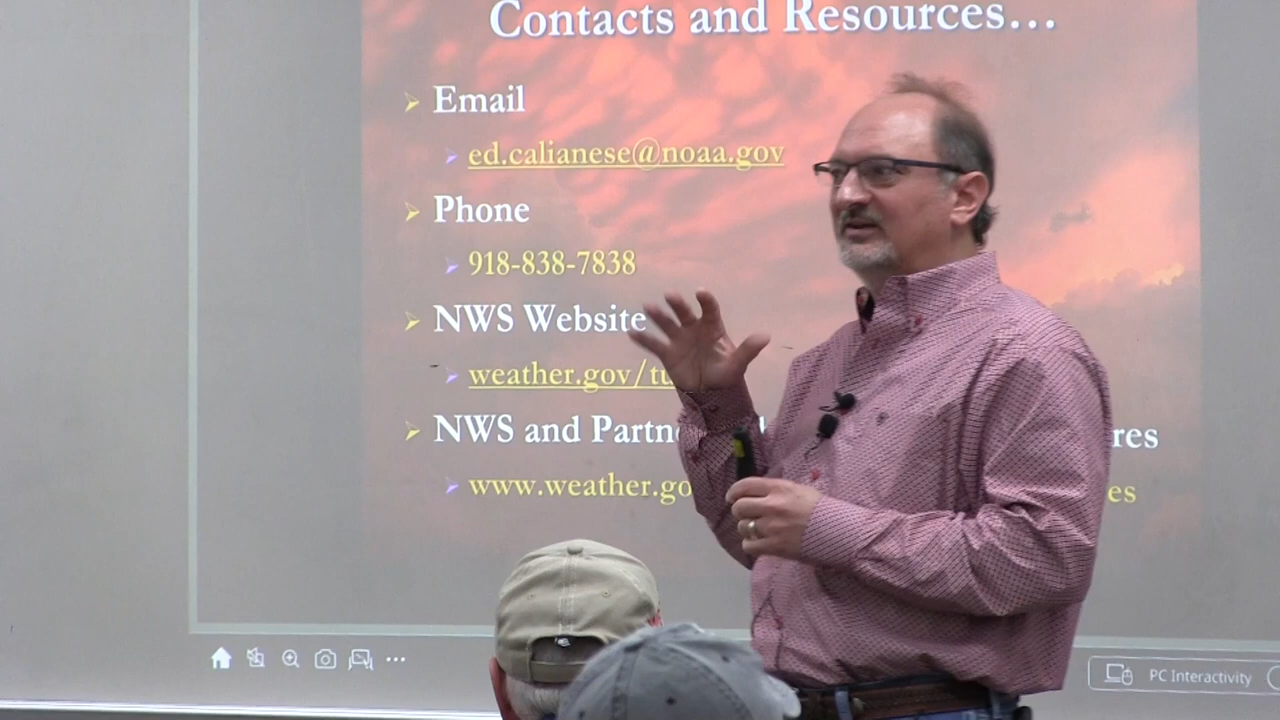 Contacts and Resources...
Email
ed.calianese@noaa.gov
Phone
918-838-7838
NWS Website
weather.gov/tu
NWS and Partne res
www.weather.go es
PC Interactivity